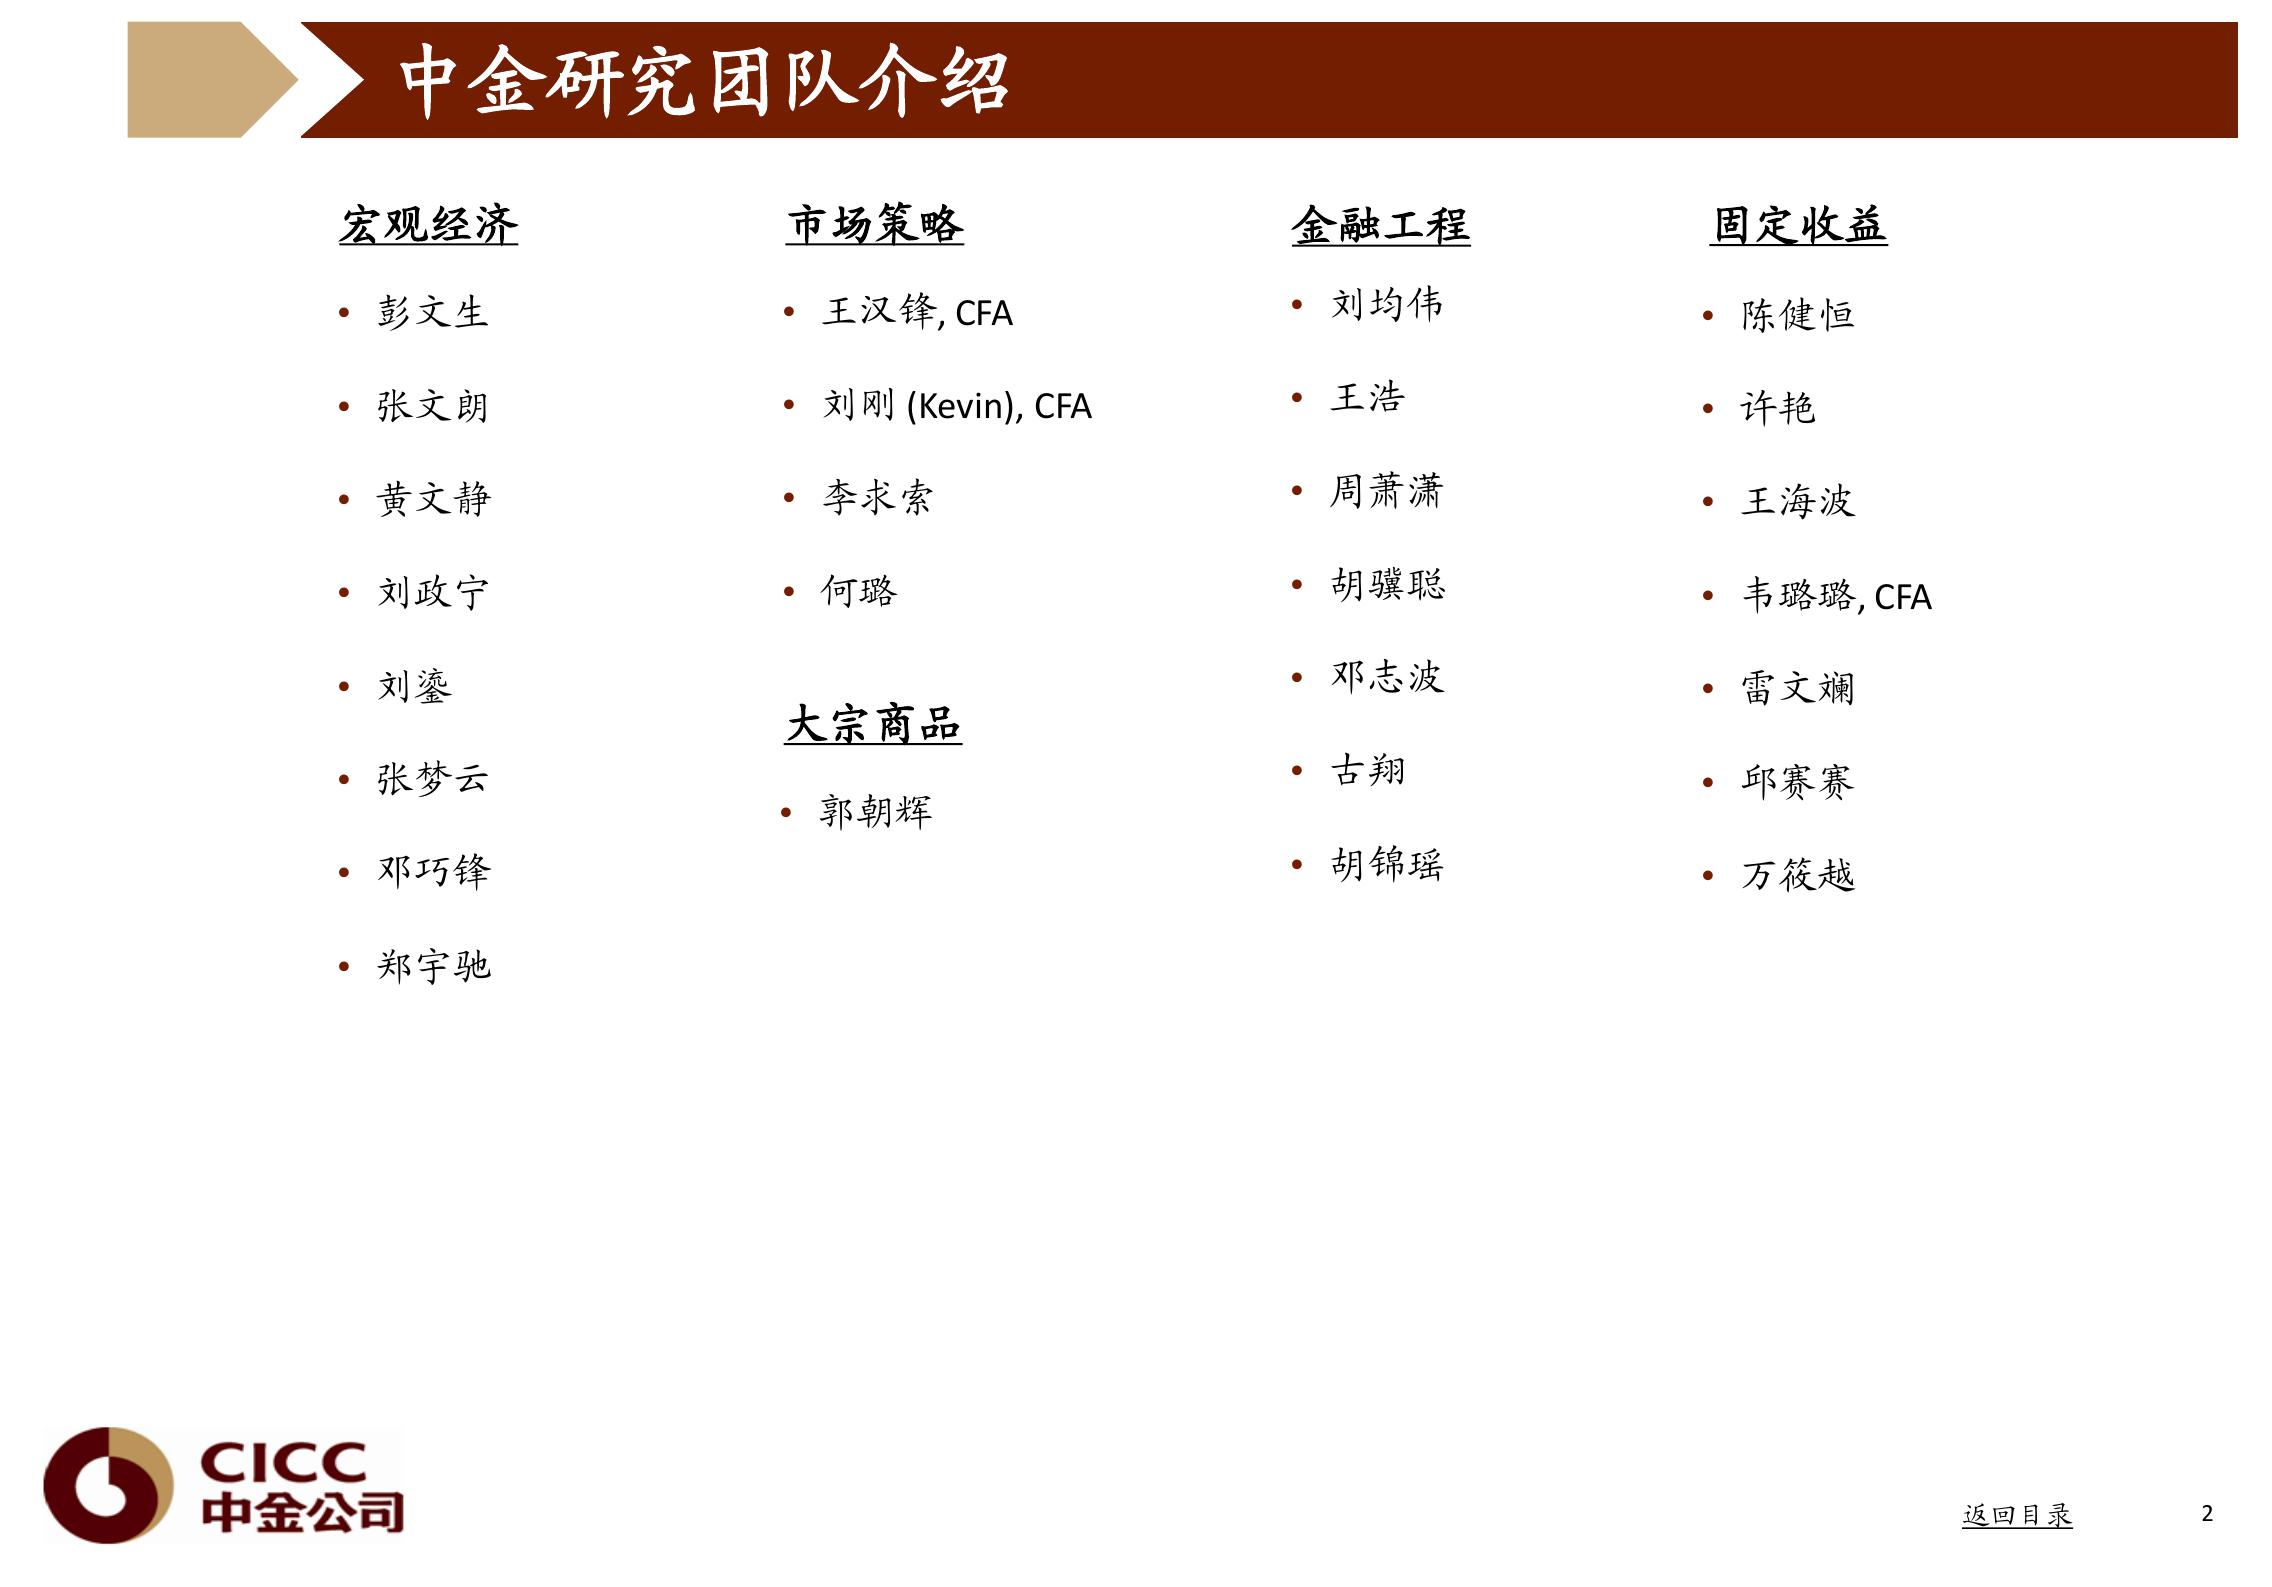 中金研究团队介绍
宏观经济
• 彭文生
• 张文朗
• 黄文静
• 刘政宁
• 刘鎏
• 张梦云
• 邓巧锋
• 郑宇驰
市场策略
• 王汉锋, CFA
• 刘刚 (Kevin), CFA
• 李求索
• 何璐
大宗商品
• 郭朝辉
金融工程
• 刘均伟
• 王浩
• 周萧潇
• 胡骥聪
• 邓志波
• 古翔
• 胡锦瑶
固定收益
• 陈健恒
• 许艳
• 王海波
• 韦璐璐, CFA
• 雷文斓
• 邱赛赛
• 万筱越
CICC
中金公司
返回目录
2